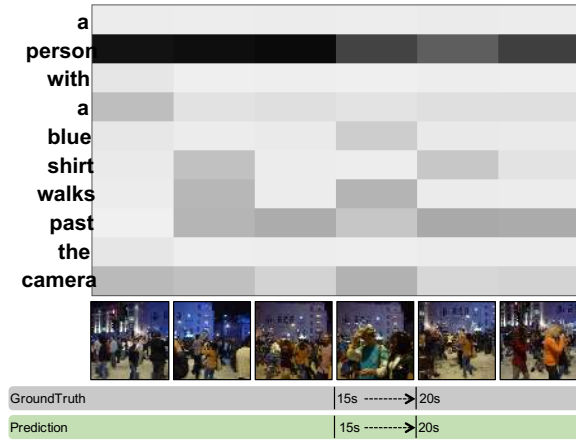 a
person
with
a
blue
shirt
walks
past
the
camera
GroundTruth 15s 20s
Prediction 15s 20s